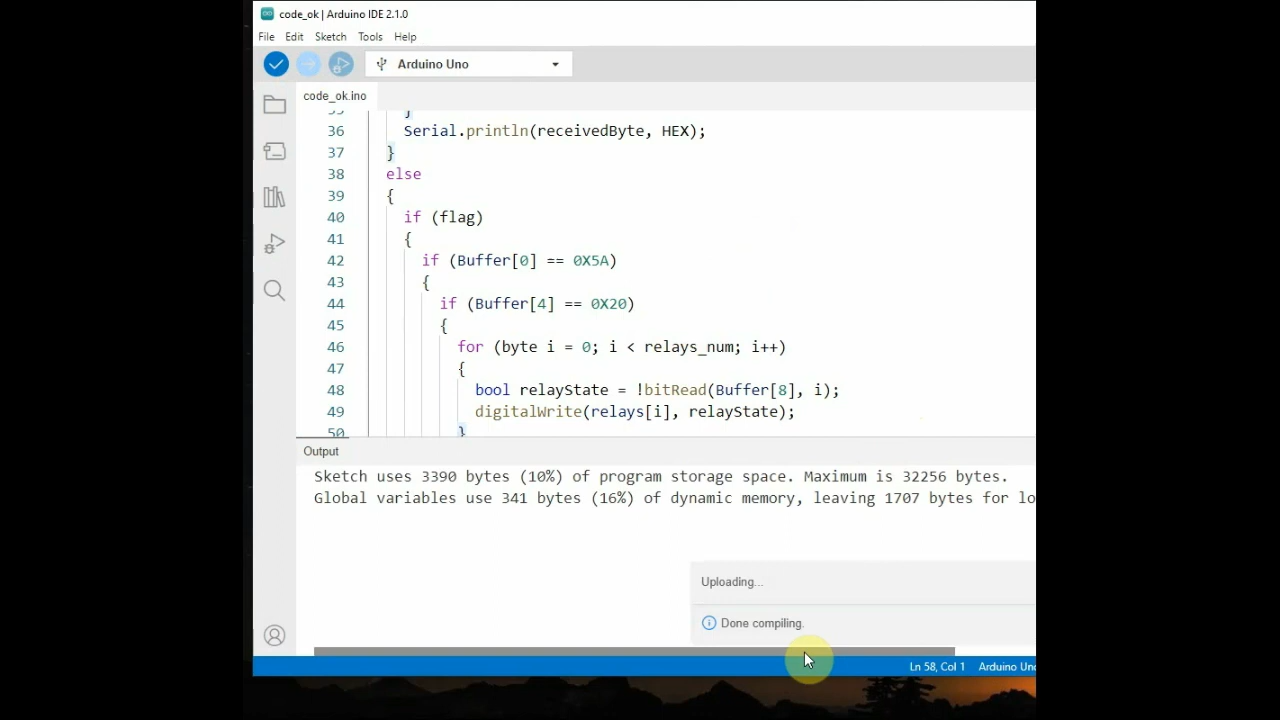 code_ok | Arduino IDE 2.1.0
File Edit Sketch Tools Help
Arduino Uno
code_ok.ino
35 }
36 Serial.println(receivedByte, HEX);
37 }
38 else
39 {
40 if (flag)
41 {
42 if (Buffer[0] == 0X5A)
43 {
44 if (Buffer[4] == 0X20)
45 {
46 for (byte i = 0; i < relays_num; i++)
47 {
48 bool relayState = !bitRead(Buffer[8], i);
49 digitalWrite(relays[i], relayState);
50 }
Output
Sketch uses 3390 bytes (10%) of program storage space. Maximum is 32256 bytes.
Global variables use 341 bytes (16%) of dynamic memory, leaving 1707 bytes for lo
Uploading...
Done compiling.
Ln 58, Col 1 Arduino Uno